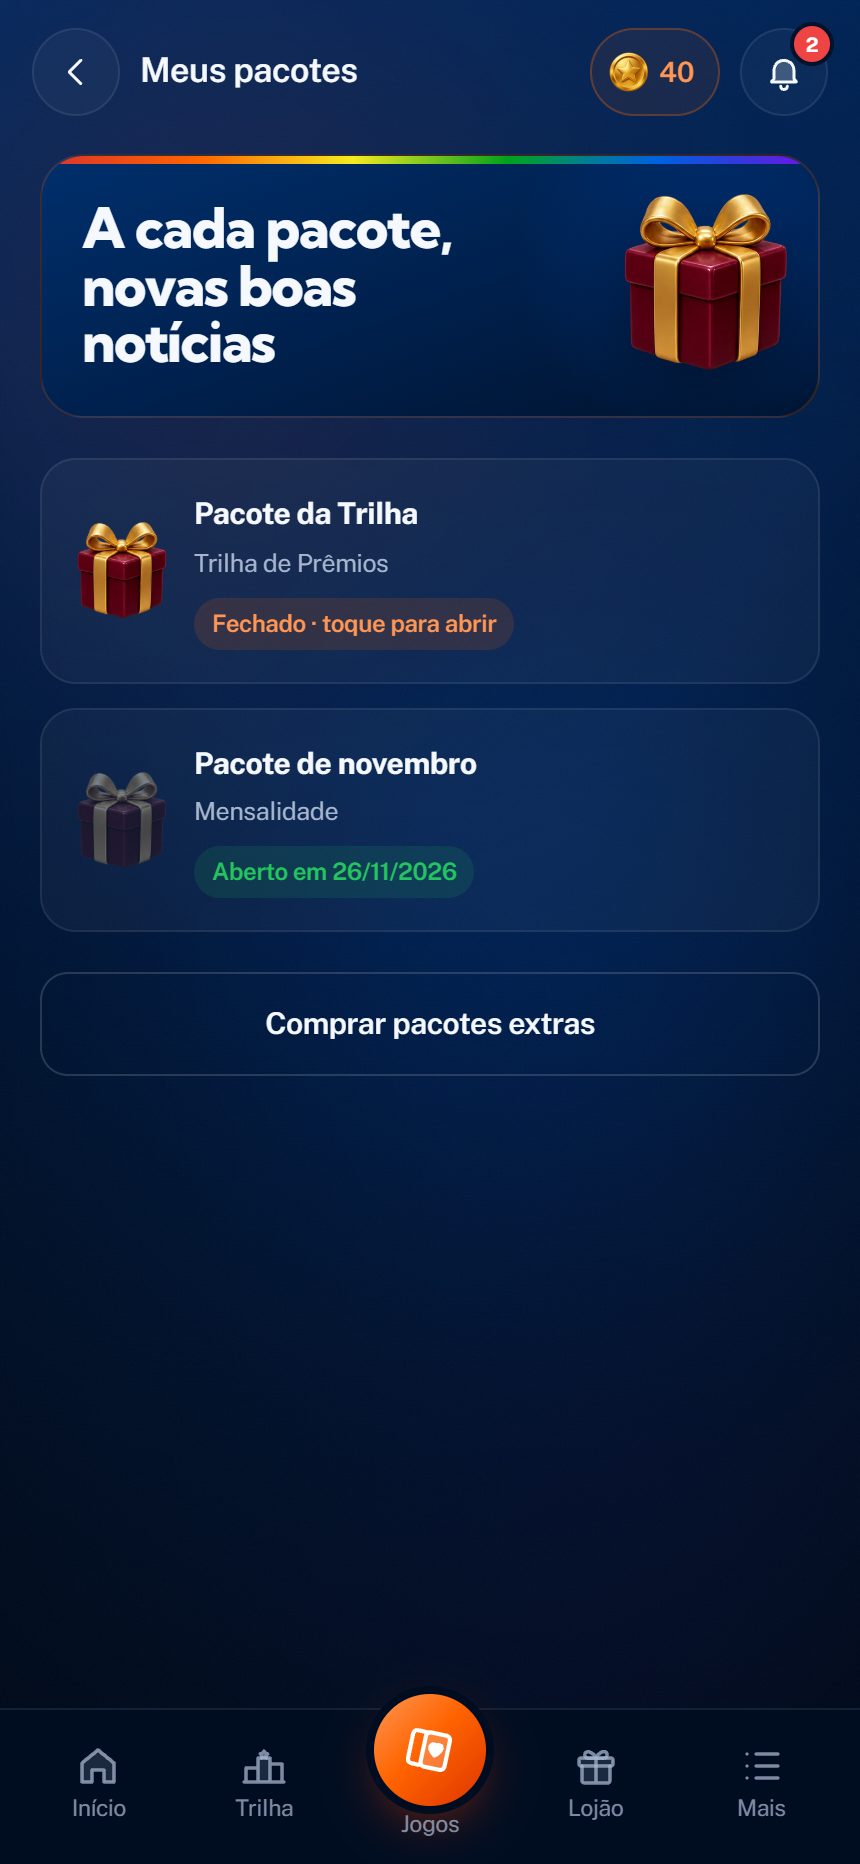 Meus pacotes
40
2
A cada pacote,
novas boas
notícias
Pacote da Trilha
Trilha de Prêmios
Fechado · toque para abrir
Pacote de novembro
Mensalidade
Aberto em 26/11/2026
Comprar pacotes extras
Início
Trilha
Jogos
Lojão
Mais